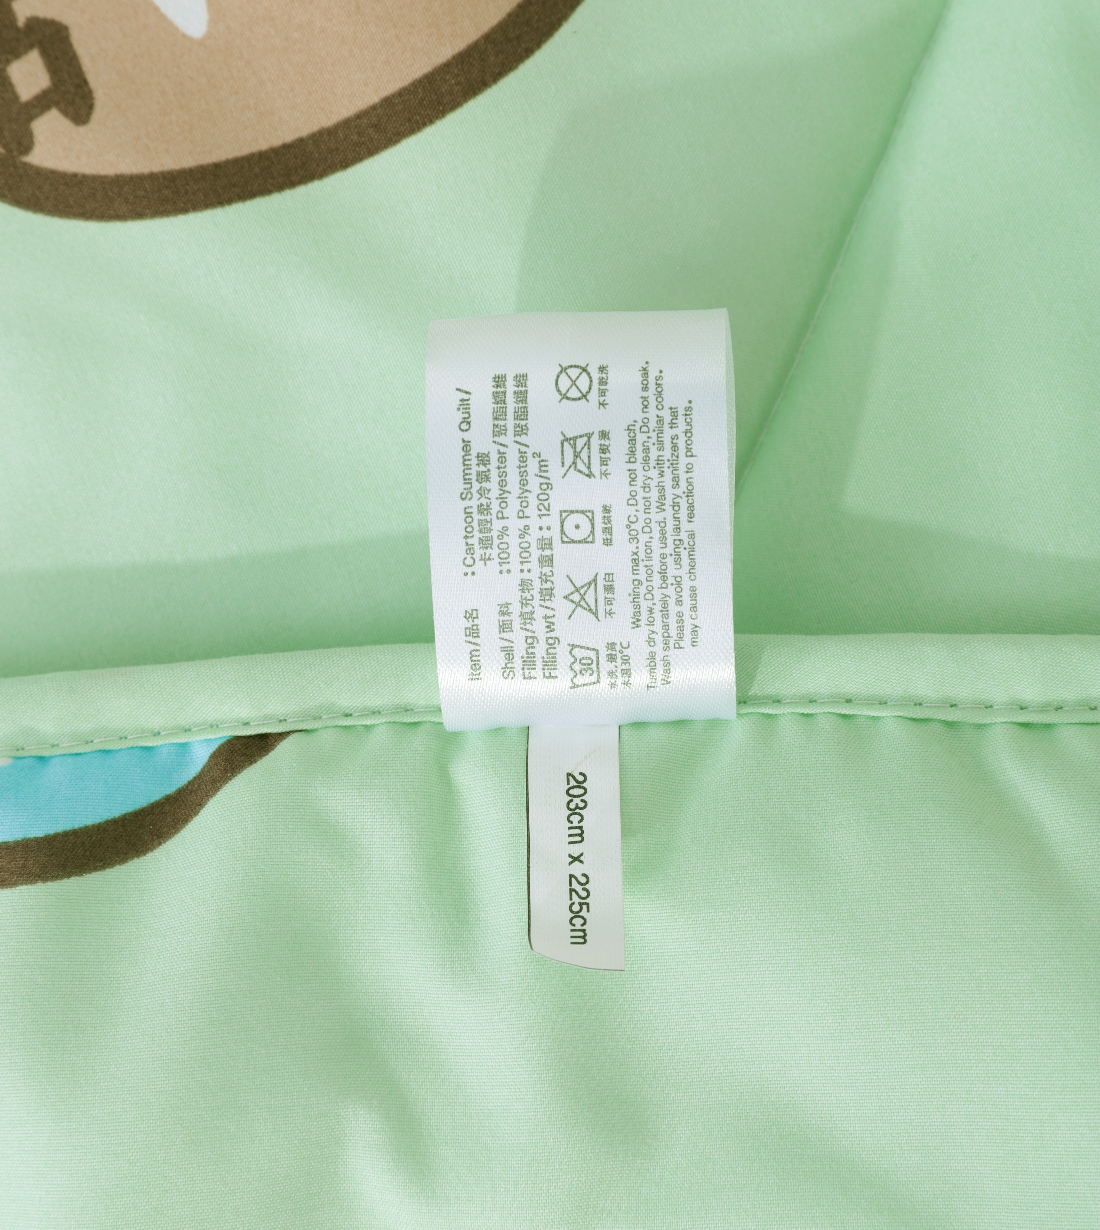 Item/品名 :Cartoon Summer Quilt/
卡通輕柔冷氣被
Shell/面料 :100% Polyester/聚酯纖維
Filling/填充物:100% Polyester/聚酯纖維
Filling wt/填充重量:120g/m²
30
水洗,最高
水温30°C
不可漂白
低溫烘乾
不可熨燙
不可乾洗
Washing max.30°C, Do not bleach,
Tumble dry low, Do not iron, Do not dry clean, Do not soak.
Wash separately before used. Wash with similar colors.
Please avoid using laundry sanitizers that
may cause chemical reaction to products.
203cm x 225cm